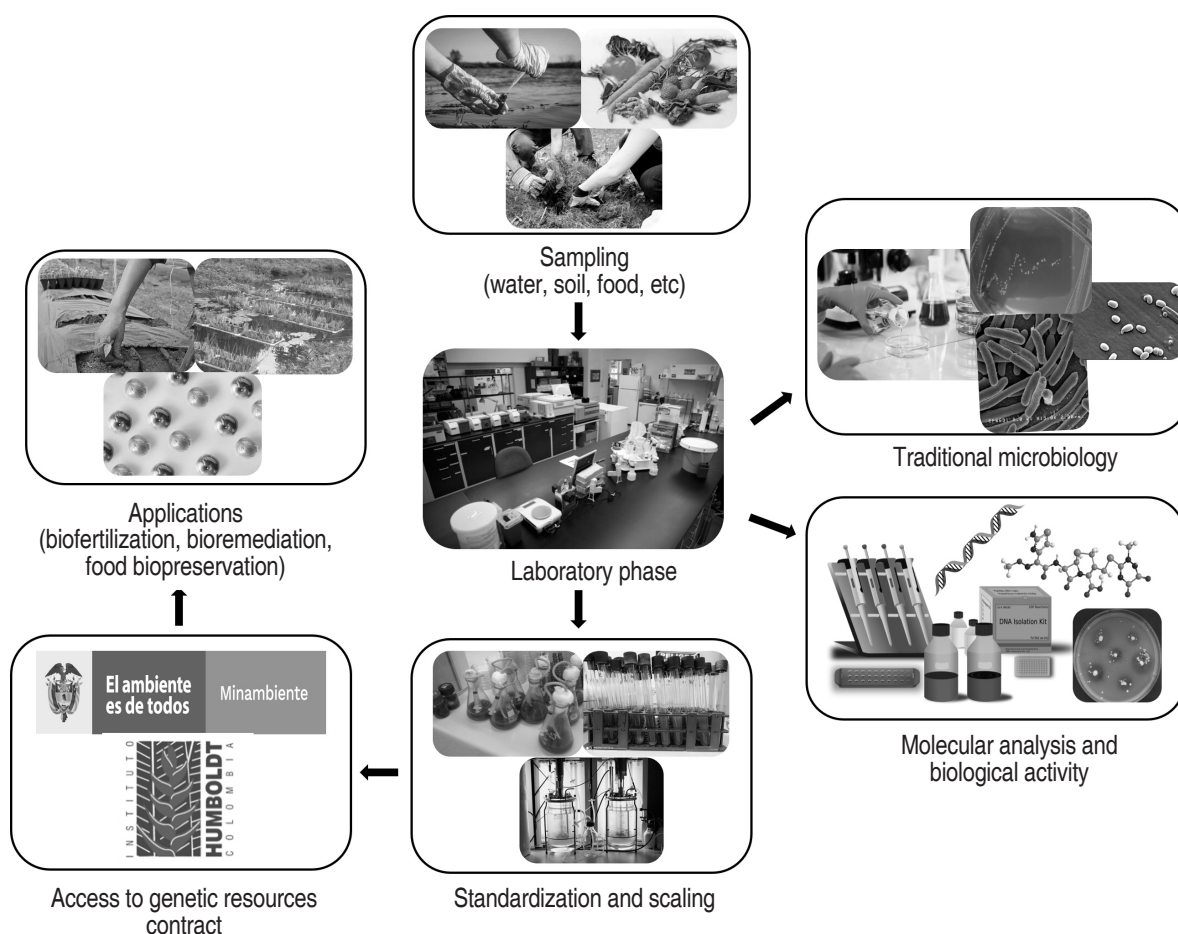 Sampling
(water, soil, food, etc)
Traditional microbiology
Applications
(biofertilization, bioremediation,
food biopreservation)
Laboratory phase
DNA Isolation Kit
El ambiente
es de todos
Minambiente
INSTITUTO
HUMBOLDT
COLOMBIA
Molecular analysis and
biological activity
Access to genetic resources
contract
Standardization and scaling